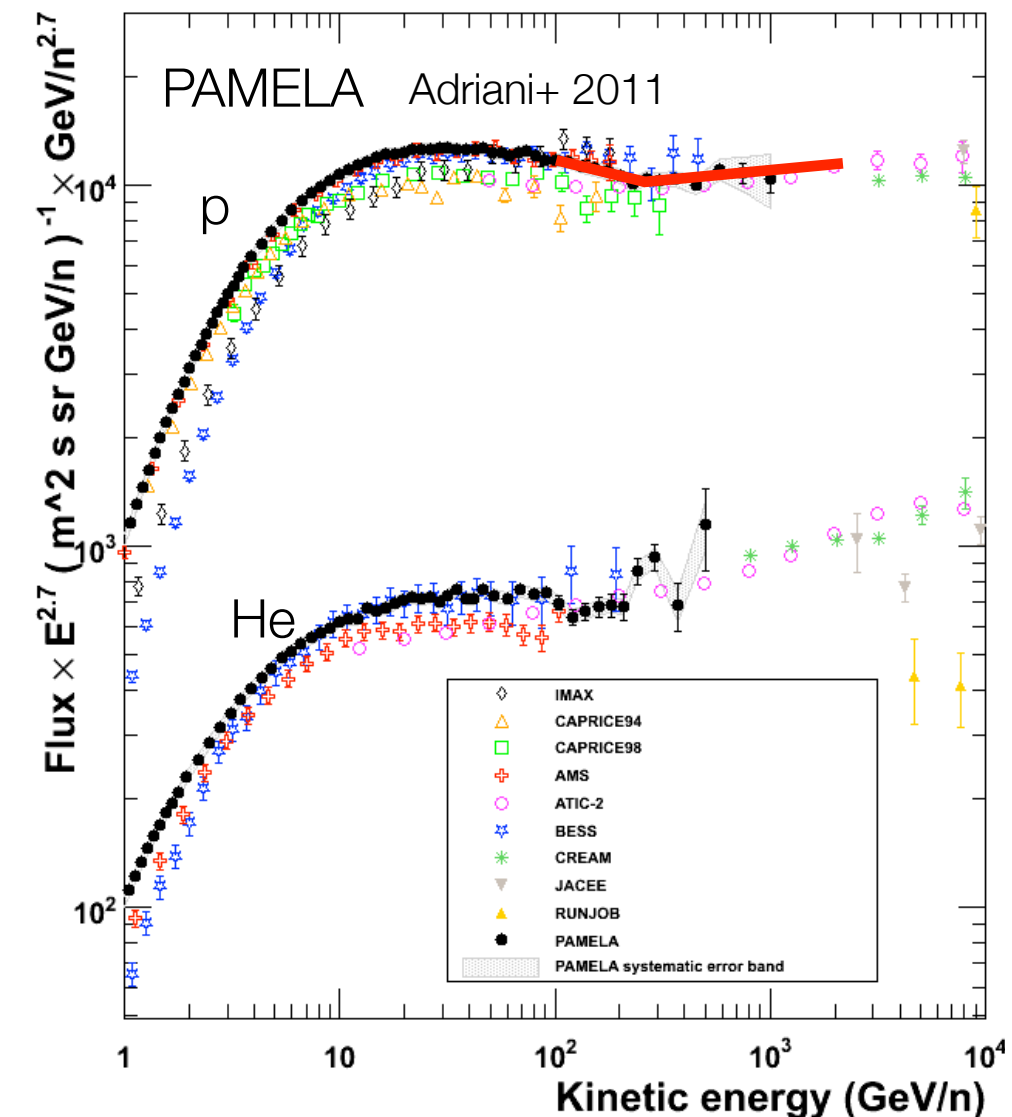 Flux × E^2.7 (m^2 s sr GeV/n )^-1 × GeV/n^2.7
PAMELA Adriani+ 2011
10^4
p
10^3
He
IMAX
CAPRICE94
CAPRICE98
AMS
ATIC-2
BESS
CREAM
JACEE
RUNJOB
PAMELA
PAMELA systematic error band
10^2
1 10 10^2 10^3 10^4
Kinetic energy (GeV/n)